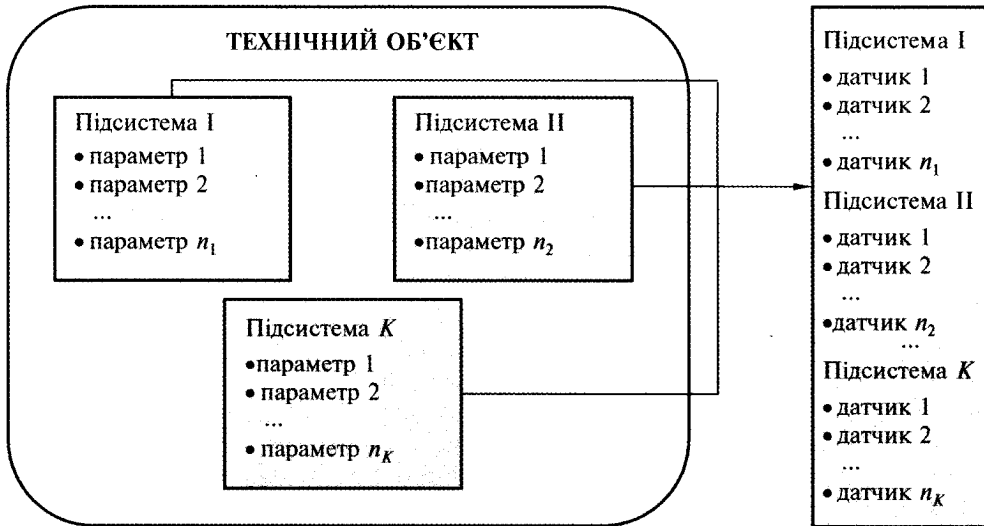 ТЕХНІЧНИЙ ОБ’ЄКТ
Підсистема I
• параметр 1
• параметр 2
...
• параметр n₁
Підсистема II
• параметр 1
•параметр 2
...
•параметр n₂
Підсистема K
•параметр 1
• параметр 2
...
• параметр n_K
Підсистема I
• датчик 1
• датчик 2
...
• датчик n₁
Підсистема II
• датчик 1
• датчик 2
...
•датчик n₂
...
Підсистема K
• датчик 1
• датчик 2
...
• датчик n_K